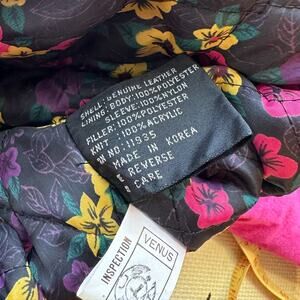 SHELL: GENUINE LEATHER
LINING: BODY:100%POLYESTER
SLEEVE:100%NYLON
FILLER:100%POLYESTER
KNIT :100%ACRYLIC
RN NO: 11935
MADE IN KOREA
REVERSE
CARE
INSPECTION
VENUS